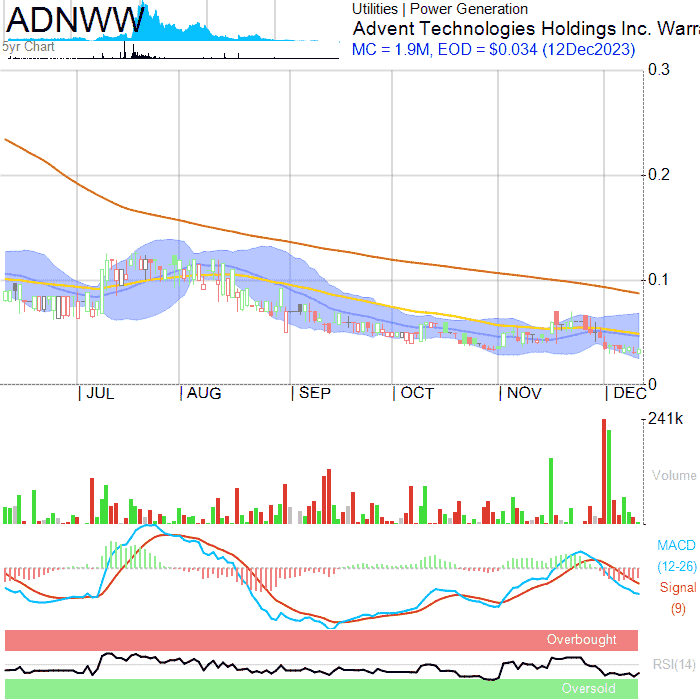 ADNWW
5yr Chart
Utilities | Power Generation
Advent Technologies Holdings Inc. Warra
MC = 1.9M, EOD = $0.034 (12Dec2023)
0.3
0.2
0.1
0
JUL AUG SEP OCT NOV DEC
241k
Volume
MACD
(12-26)
Signal
(9)
Overbought
RSI(14)
Oversold